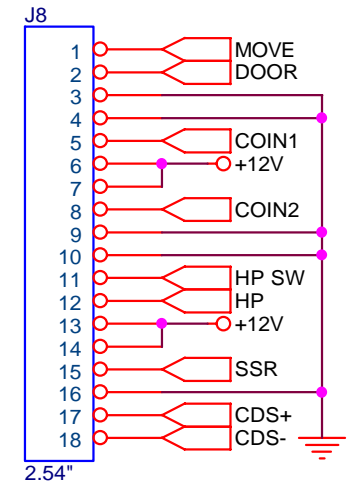 J8
1 MOVE
2 DOOR
3
4
5 COIN1
6 +12V
7
8 COIN2
9
10
11 HP SW
12 HP
13 +12V
14
15 SSR
16
17 CDS+
18 CDS-
2.54"